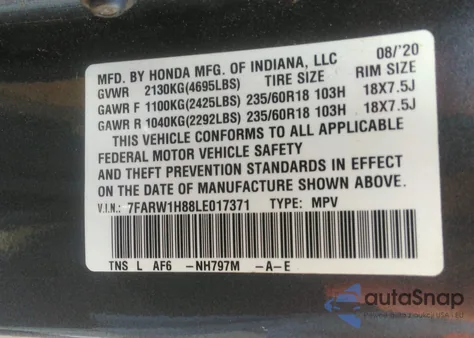 MFD. BY HONDA MFG. OF INDIANA, LLC 08/'20
GVWR 2130KG(4695LBS) TIRE SIZE RIM SIZE
GAWR F 1100KG(2425LBS) 235/60R18 103H 18X7.5J
GAWR R 1040KG(2292LBS) 235/60R18 103H 18X7.5J
THIS VEHICLE CONFORMS TO ALL APPLICABLE
FEDERAL MOTOR VEHICLE SAFETY
AND THEFT PREVENTION STANDARDS IN EFFECT
ON THE DATE OF MANUFACTURE SHOWN ABOVE.
V.I.N.: 7FARW1H88LE017371 TYPE: MPV
TNS L AF6 -NH797M -A-E
autoSnap